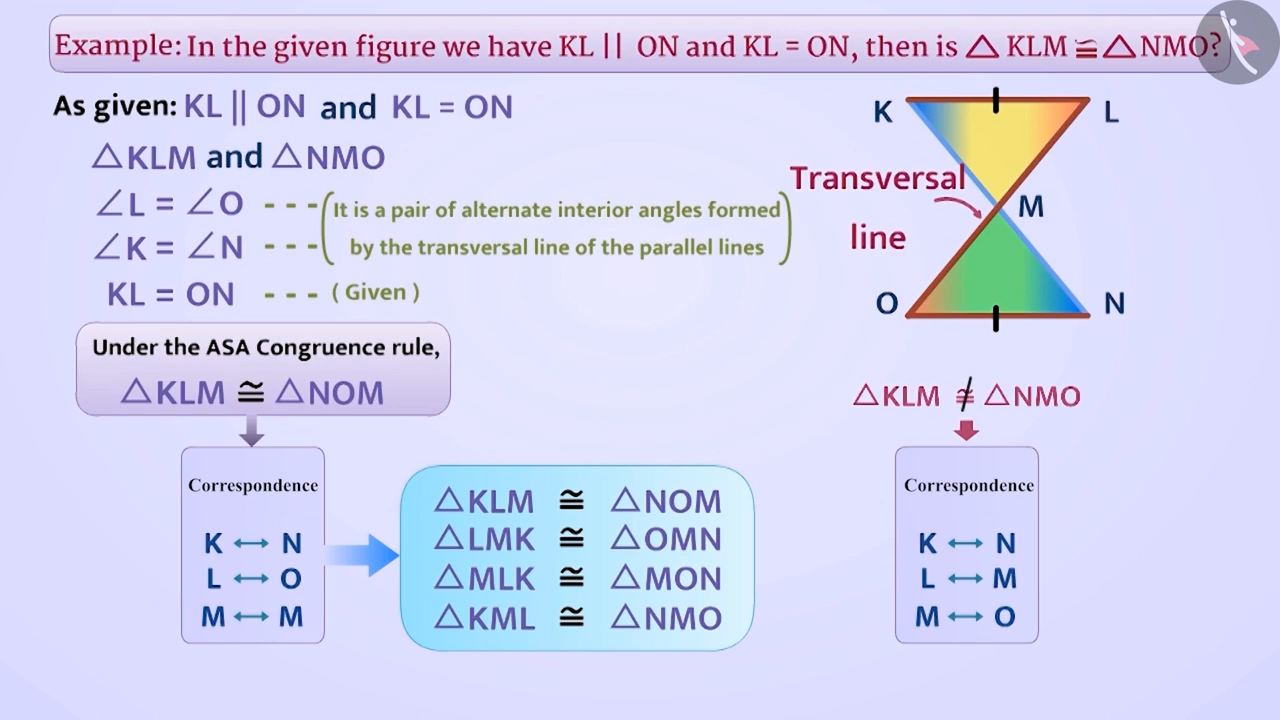 Example: In the given figure we have KL || ON and KL = ON, then is △ KLM ≅ △ NMO?
As given: KL || ON and KL = ON
△KLM and △NMO
∠L = ∠O - - - (It is a pair of alternate interior angles formed
∠K = ∠N - - - by the transversal line of the parallel lines)
KL = ON - - - ( Given )
Under the ASA Congruence rule,
△KLM ≅ △NOM
Correspondence
K ↔ N
L ↔ O
M ↔ M
△KLM ≅ △NOM
△LMK ≅ △OMN
△MLK ≅ △MON
△KML ≅ △NMO
K
L
Transversal
line
M
O
N
△KLM ≇ △NMO
Correspondence
K ↔ N
L ↔ M
M ↔ O